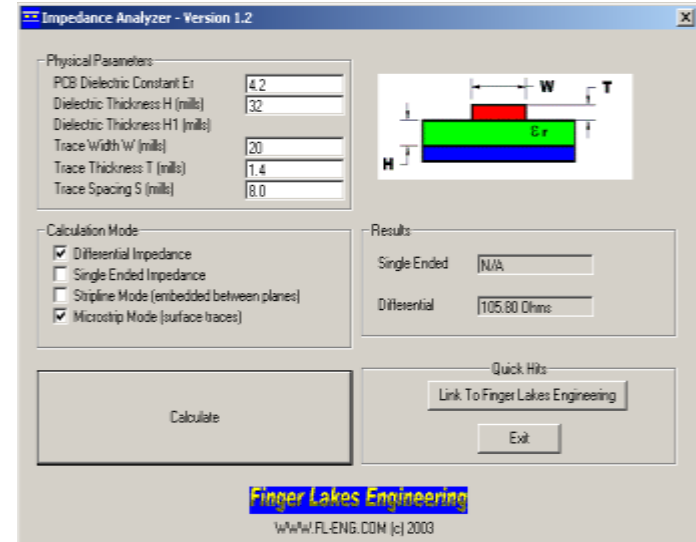 Impedance Analyzer - Version 1.2
Physical Parameters
PCB Dielectric Constant Er 4.2
Dielectric Thickness H (mills) 32
Dielectric Thickness H1 (mills)
Trace Width W (mills) 20
Trace Thickness T (mills) 1.4
Trace Spacing S (mills) 8.0
W T
εr
H
Calculation Mode
Differential Impedance
Single Ended Impedance
Stripline Mode (embedded between planes)
Microstrip Mode (surface traces)
Results
Single Ended N/A
Differential 105.80 Ohms
Calculate
Quick Hits
Link To Finger Lakes Engineering
Exit
Finger Lakes Engineering
WWW.FL-ENG.COM (c) 2003